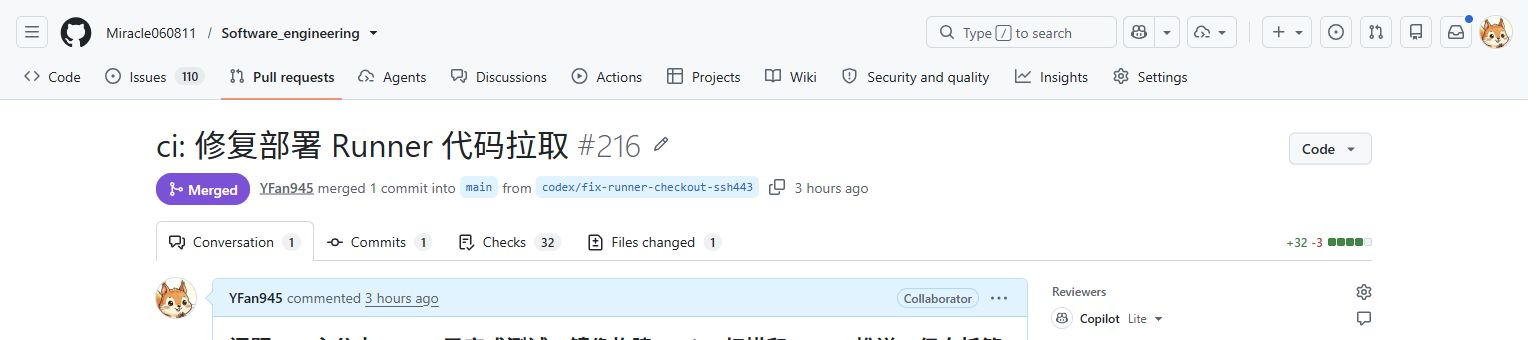 Miracle060811 / Software_engineering
Type / to search
Code Issues 110 Pull requests Agents Discussions Actions Projects Wiki Security and quality Insights Settings
ci: 修复部署 Runner 代码拉取 #216
Code
Merged YFan945 merged 1 commit into main from codex/fix-runner-checkout-ssh443 3 hours ago
Conversation 1 Commits 1 Checks 32 Files changed 1
+32 -3
YFan945 commented 3 hours ago Collaborator
Reviewers
Copilot Lite